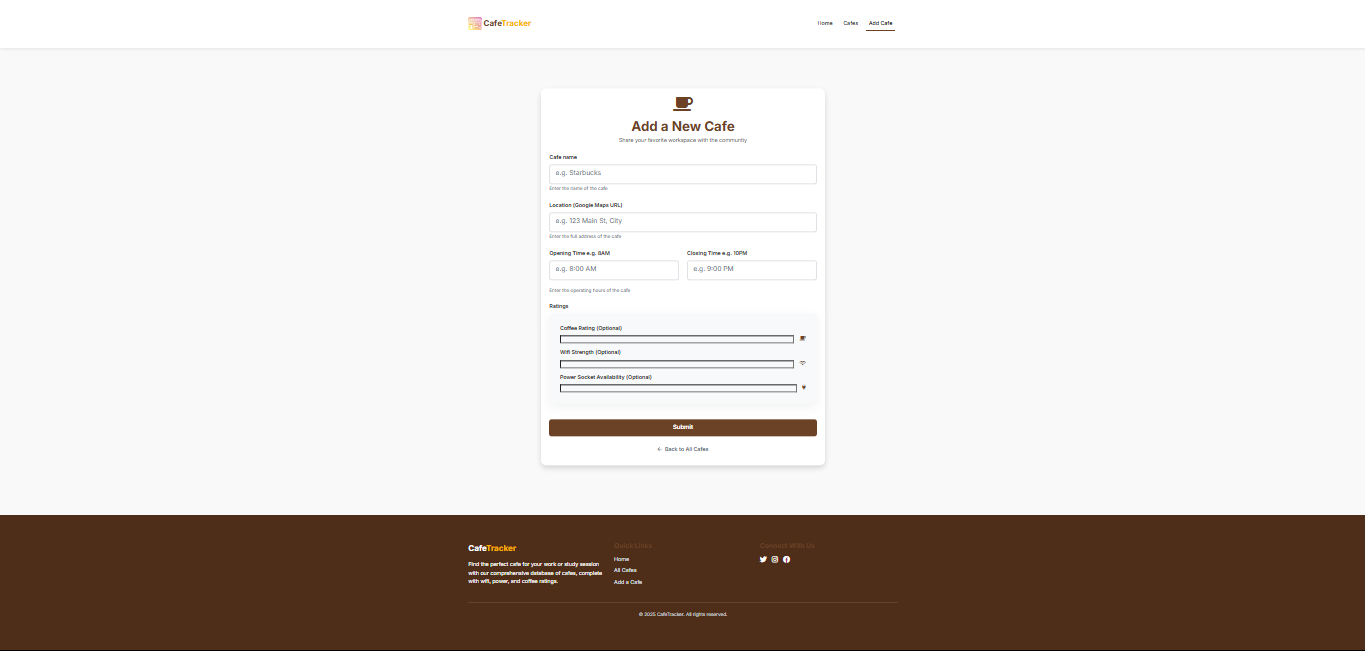 CafeTracker
Home Cafes Add Cafe
Add a New Cafe
Share your favorite workspace with the community
Cafe name
e.g. Starbucks
Enter the name of the cafe
Location (Google Maps URL)
e.g. 123 Main St, City
Enter the full address of the cafe
Opening Time e.g. 8AM Closing Time e.g. 10PM
e.g. 8:00 AM e.g. 9:00 PM
Enter the operating hours of the cafe
Ratings
Coffee Rating (Optional)
Wifi Strength (Optional)
Power Socket Availability (Optional)
Submit
← Back to All Cafes
CafeTracker
Find the perfect cafe for your work or study session
with our comprehensive database of cafes, complete
with wifi, power, and coffee ratings.
Quick Links
Home
All Cafes
Add a Cafe
Connect With Us
© 2025 CafeTracker. All rights reserved.